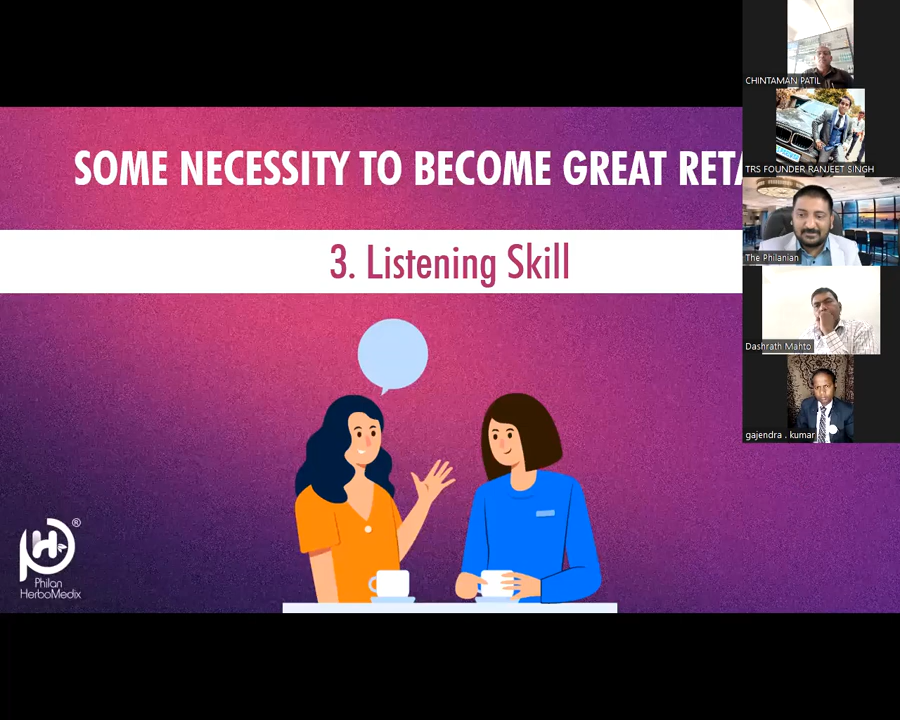 SOME NECESSITY TO BECOME GREAT RETA
3. Listening Skill
CHINTAMAN PATIL
TRS FOUNDER RANJEET SINGH
The Philanian
Dashrath Mahto
gajendra . kumar
PH
®
Philan
HerboMedix